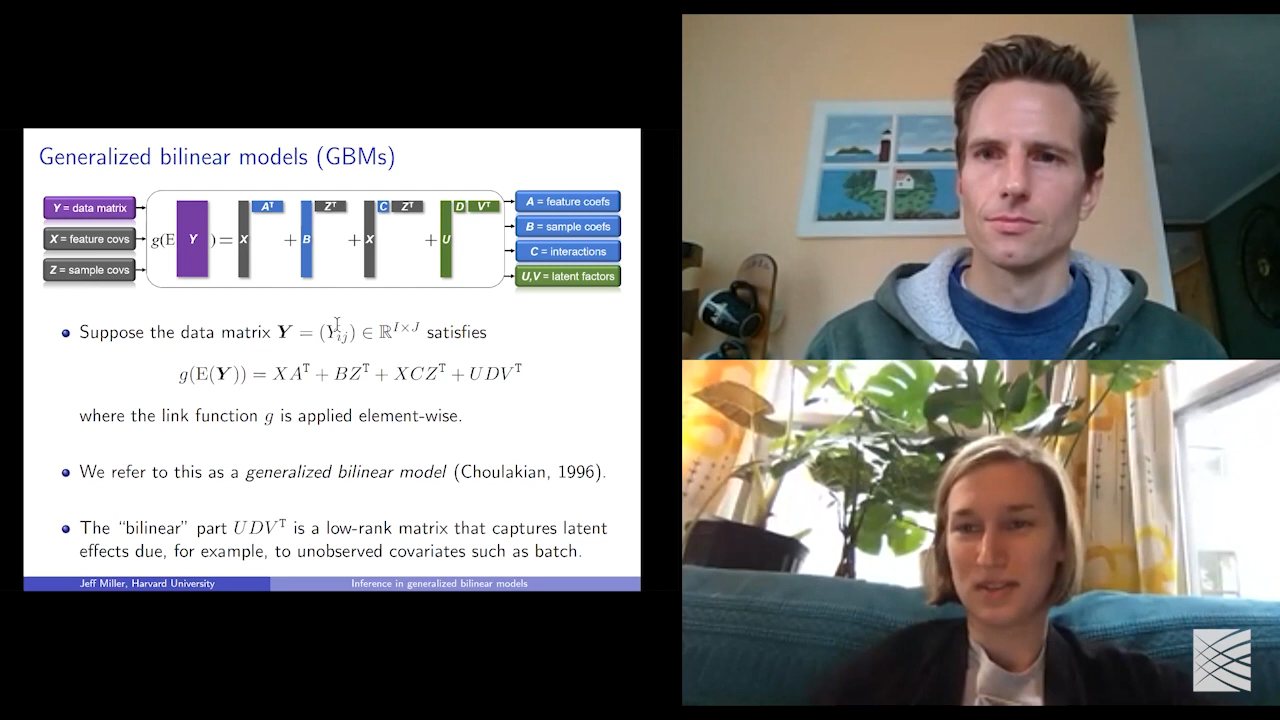 Generalized bilinear models (GBMs)
Y = data matrix
X = feature covs
Z = sample covs
g(E Y ) = X Aᵀ + B Zᵀ + X C Zᵀ + U D Vᵀ
A = feature coefs
B = sample coefs
C = interactions
U,V = latent factors
Suppose the data matrix Y = (Y_ij) ∈ ℝ^{I×J} satisfies
g(E(Y)) = XAᵀ + BZᵀ + XCZᵀ + UDVᵀ
where the link function g is applied element-wise.
We refer to this as a generalized bilinear model (Choulakian, 1996).
The “bilinear” part UDVᵀ is a low-rank matrix that captures latent
effects due, for example, to unobserved covariates such as batch.
Jeff Miller, Harvard University
Inference in generalized bilinear models